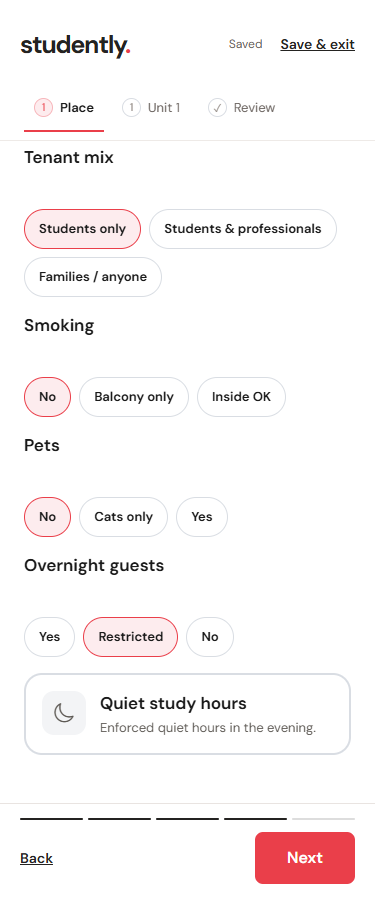 studently.
Saved Save & exit
1 Place 1 Unit 1 ✓ Review
Tenant mix
Students only Students & professionals
Families / anyone
Smoking
No Balcony only Inside OK
Pets
No Cats only Yes
Overnight guests
Yes Restricted No
Quiet study hours
Enforced quiet hours in the evening.
Back Next